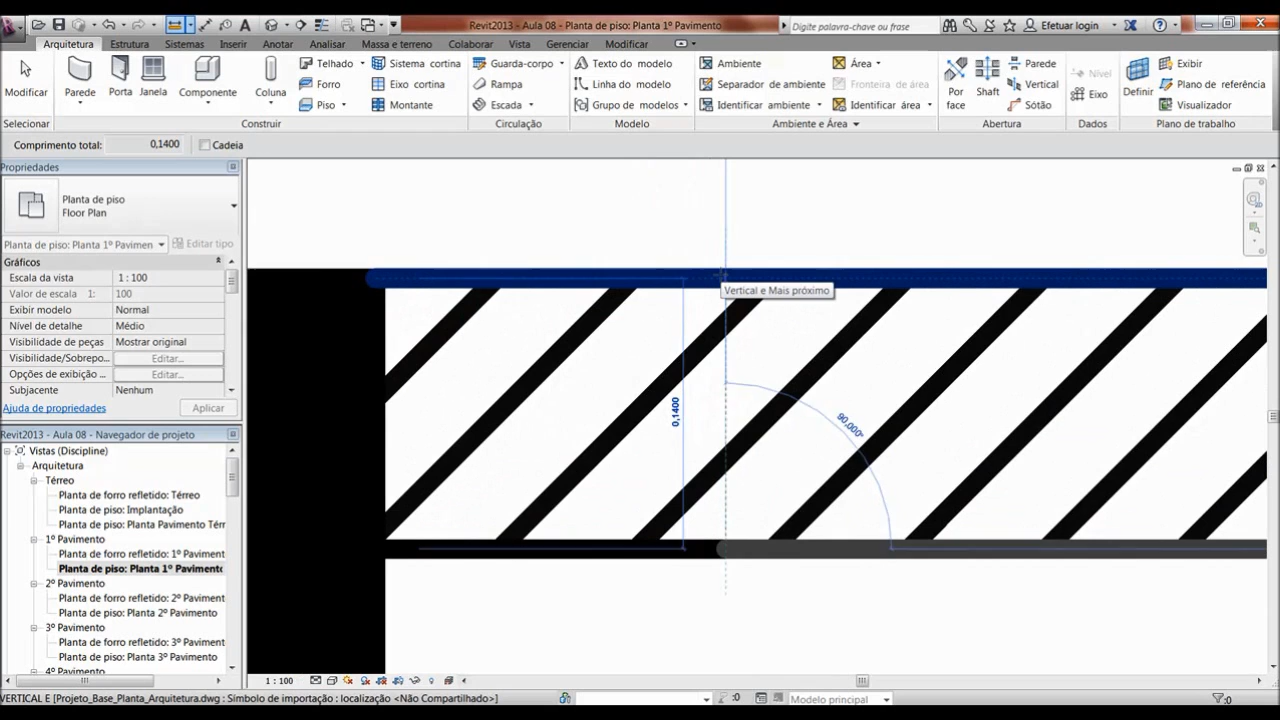 Revit2013 - Aula 08 - Planta de piso: Planta 1º Pavimento
Digite palavra-chave ou frase
Efetuar login
Arquitetura Estrutura Sistemas Inserir Anotar Analisar Massa e terreno Colaborar Vista Gerenciar Modificar
Modificar Parede Porta Janela Componente Coluna
Telhado Sistema cortina
Forro Eixo cortina
Piso Montante
Guarda-corpo
Rampa
Escada
Texto do modelo
Linha do modelo
Grupo de modelos
Ambiente Área
Separador de ambiente Fronteira de área
Identificar ambiente Identificar área
Por face Shaft
Parede
Vertical
Sótão
Nível
Eixo
Definir
Exibir
Plano de referência
Visualizador
Selecionar Construir Circulação Modelo Ambiente e Área Abertura Dados Plano de trabalho
Comprimento total: 0,1400 Cadeia
Propriedades
Planta de piso
Floor Plan
Planta de piso: Planta 1º Pavimen Editar tipo
Gráficos
Escala da vista 1 : 100
Valor de escala 1: 100
Exibir modelo Normal
Nível de detalhe Médio
Visibilidade de peças Mostrar original
Visibilidade/Sobrepo... Editar...
Opções de exibição ... Editar...
Subjacente Nenhum
Ajuda de propriedades Aplicar
Revit2013 - Aula 08 - Navegador de projeto
Vistas (Discipline)
Arquitetura
Térreo
Planta de forro refletido: Térreo
Planta de piso: Implantação
Planta de piso: Planta Pavimento Térr
1º Pavimento
Planta de forro refletido: 1º Paviment
Planta de piso: Planta 1º Pavimento
2º Pavimento
Planta de forro refletido: 2º Paviment
Planta de piso: Planta 2º Pavimento
3º Pavimento
Planta de forro refletido: 3º Paviment
Planta de piso: Planta 3º Pavimento
4º Pavimento
Vertical e Mais próximo
0,1400
90,000°
1 : 100
VERTICAL E [Projeto_Base_Planta_Arquitetura.dwg : Símbolo de importação : localização <Não Compartilhado>]
:0
Modelo principal
:0